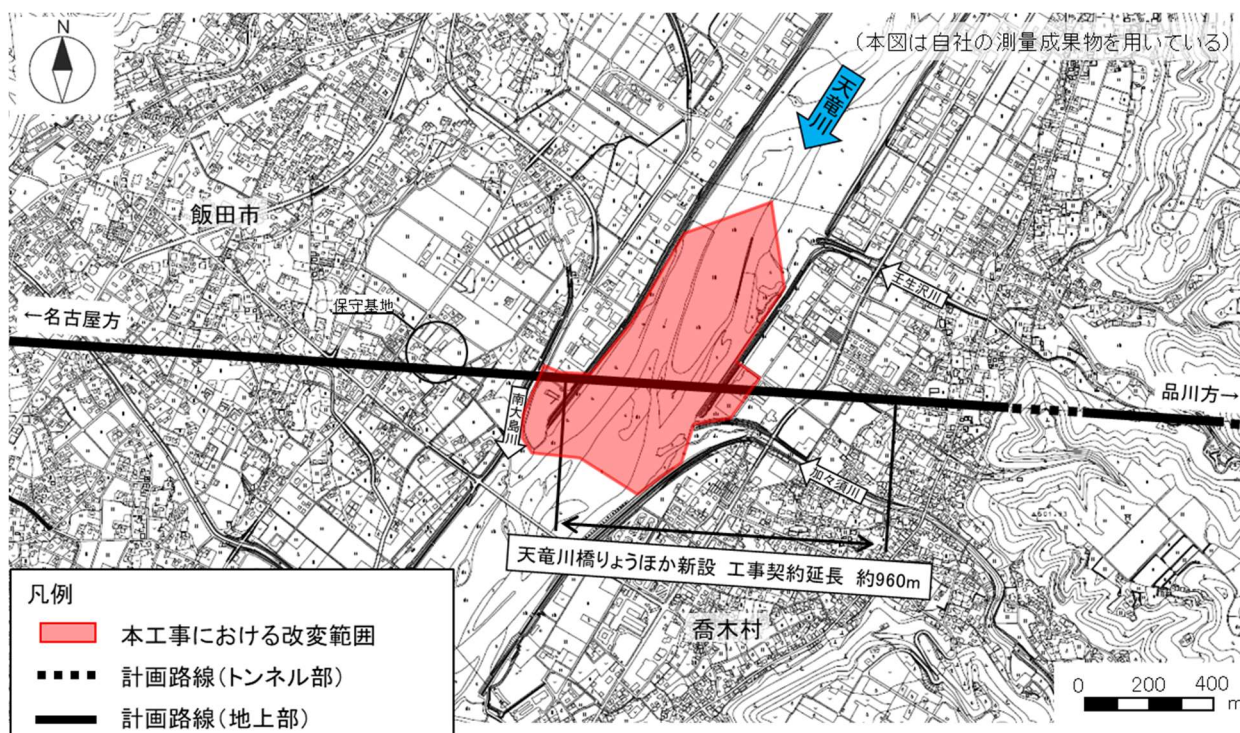 N
(本図は自社の測量成果物を用いている)
天竜川
飯田市
壬生沢川
保守基地
←名古屋方
品川方→
南大島川
加々須川
天竜川橋りょうほか新設 工事契約延長 約960m
喬木村
凡例
本工事における改変範囲
計画路線(トンネル部)
計画路線(地上部)
0 200 400
m